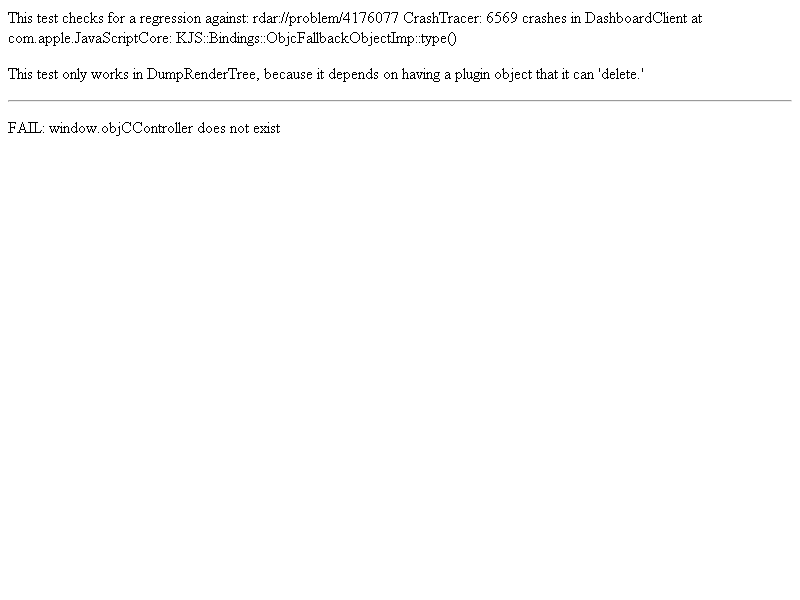 This test checks for a regression against: rdar://problem/4176077 CrashTracer: 6569 crashes in DashboardClient at
com.apple.JavaScriptCore: KJS::Bindings::ObjcFallbackObjectImp::type()
This test only works in DumpRenderTree, because it depends on having a plugin object that it can 'delete.'
FAIL: window.objCController does not exist